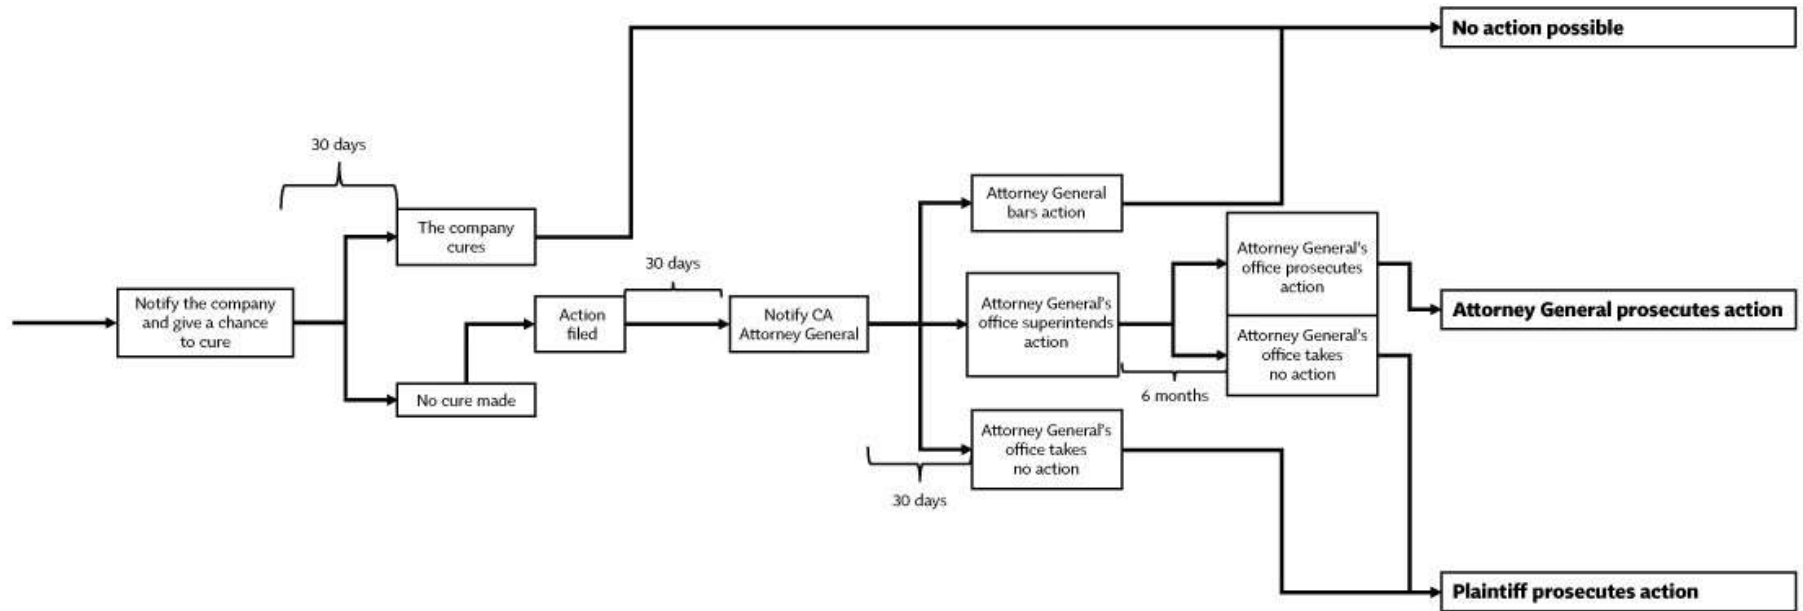 No action possible
30 days
The company
cures
Notify the company
and give a chance
to cure
No cure made
Action
filed
30 days
Notify CA
Attorney General
Attorney General
bars action
Attorney General's
office superintends
action
Attorney General's
office takes
no action
30 days
6 months
Attorney General's
office prosecutes
action
Attorney General's
office takes
no action
Attorney General prosecutes action
Plaintiff prosecutes action